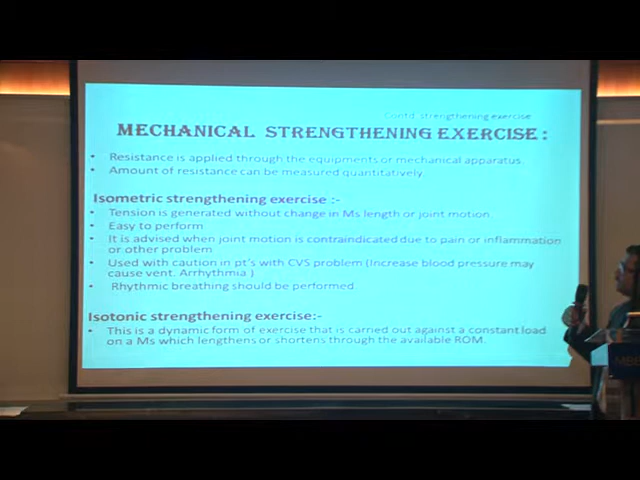 Contd. strengthening exercise
MECHANICAL STRENGTHENING EXERCISE :
• Resistance is applied through the equipments or mechanical apparatus.
• Amount of resistance can be measured quantitatively.
Isometric strengthening exercise :-
• Tension is generated without change in Ms length or joint motion.
• Easy to perform
• It is advised when joint motion is contraindicated due to pain or inflammation
or other problem
• Used with caution in pt's with CVS problem (Increase blood pressure may
cause vent. Arrhythmia )
• Rhythmic breathing should be performed.
Isotonic strengthening exercise:-
• This is a dynamic form of exercise that is carried out against a constant load
on a Ms which lengthens or shortens through the available ROM.